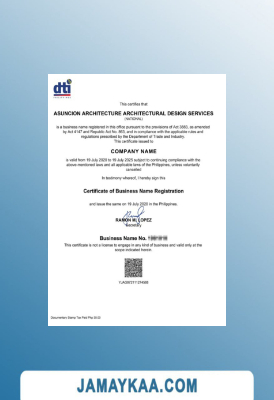 dti
PHILIPPINES
This certifies that
ASUNCION ARCHITECTURE ARCHITECTURAL DESIGN SERVICES
(NATIONAL)
is a business name registered in this office pursuant to the provisions of Act 3883, as amended
by Act 4147 and Republic Act No. 863, and in compliance with the applicable rules and
regulations prescribed by the Department of Trade and Industry.
This certificate issued to
COMPANY NAME
is valid from 19 July 2020 to 19 July 2025 subject to continuing compliance with the
above-mentioned laws and all applicable laws of the Philippines, unless voluntarily
cancelled
In testimony whereof, I hereby sign this
Certificate of Business Name Registration
and issue the same on 19 July 2020 in the Philippines.
RAMON M. LOPEZ
Secretary
Business Name No.
This certificate is not a license to engage in any kind of business and valid only at the
scope indicated herein.
Documentary Stamp Tax Paid Php 30.00
JAMAYKAA.COM